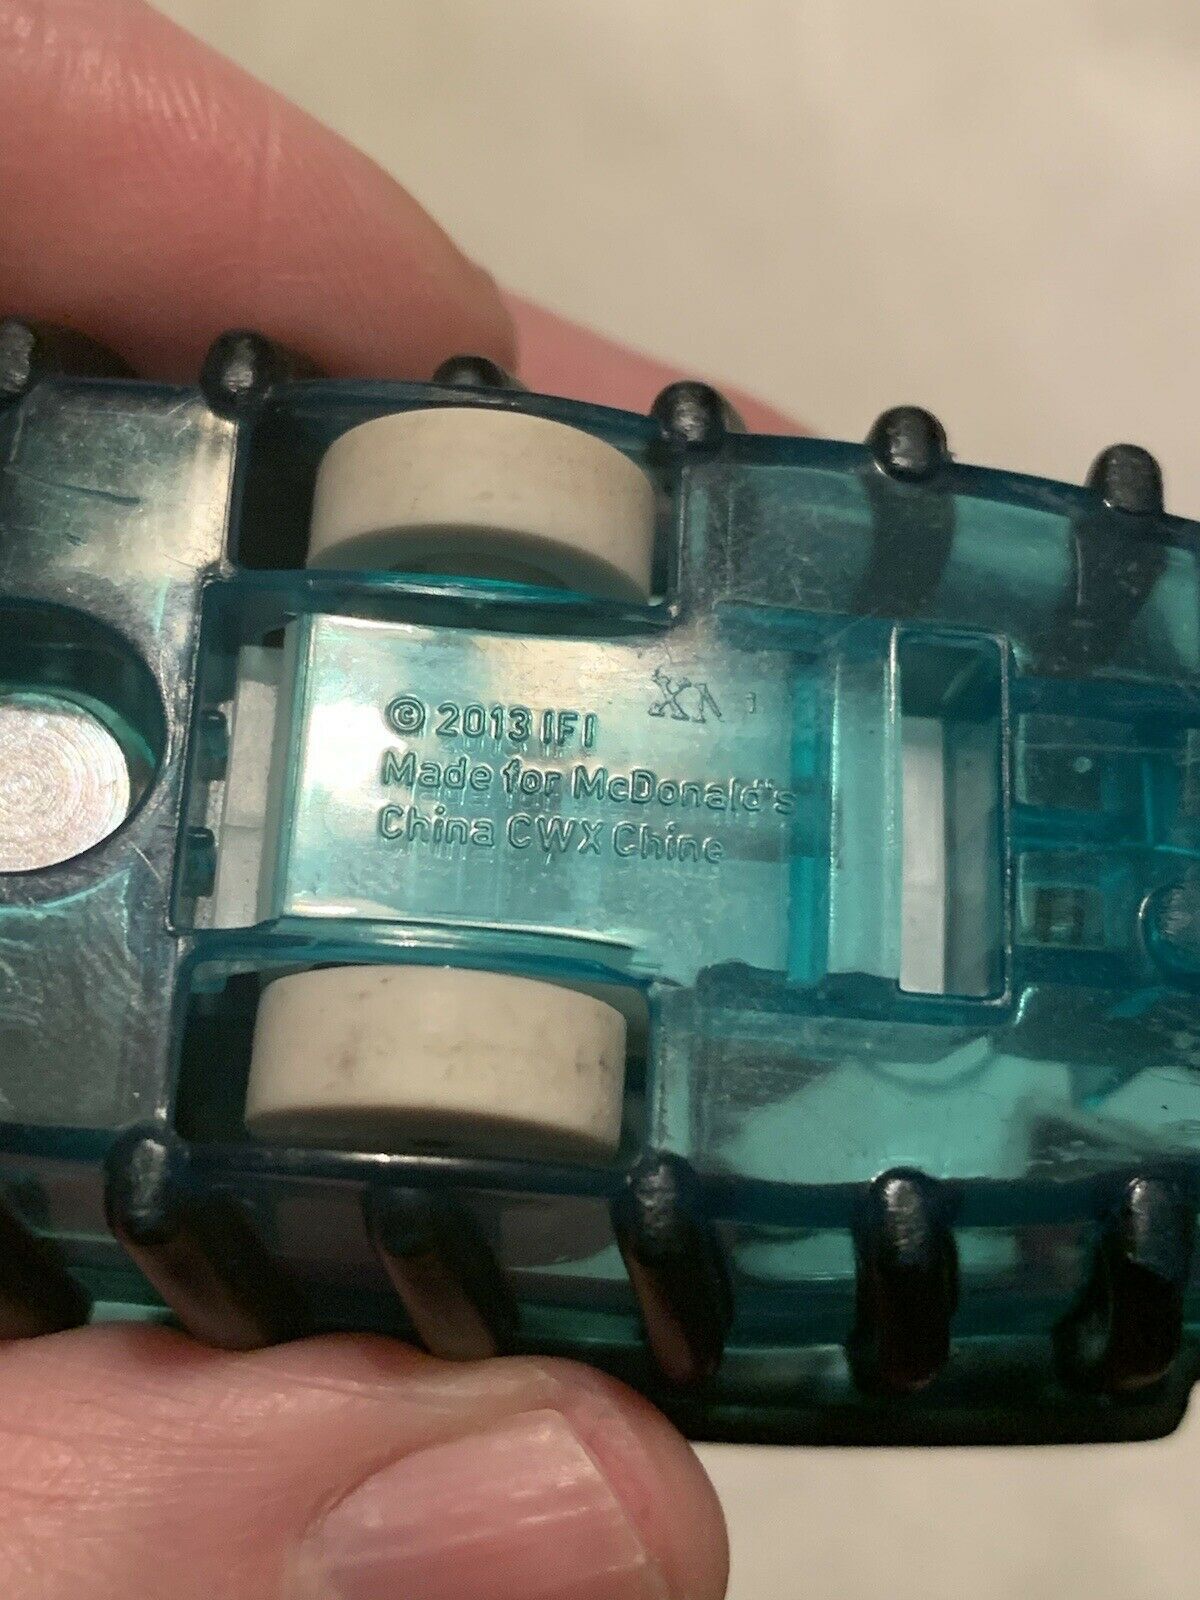 © 2013 IFI
Made for McDonald's
China CWX Chine